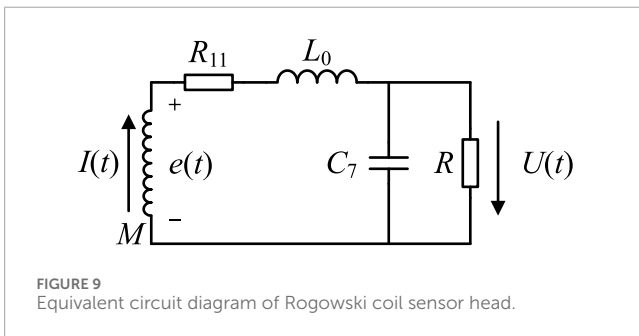 R₁₁
L₀
+
I(t)
e(t)
C₇
R
U(t)
−
M
FIGURE 9
Equivalent circuit diagram of Rogowski coil sensor head.